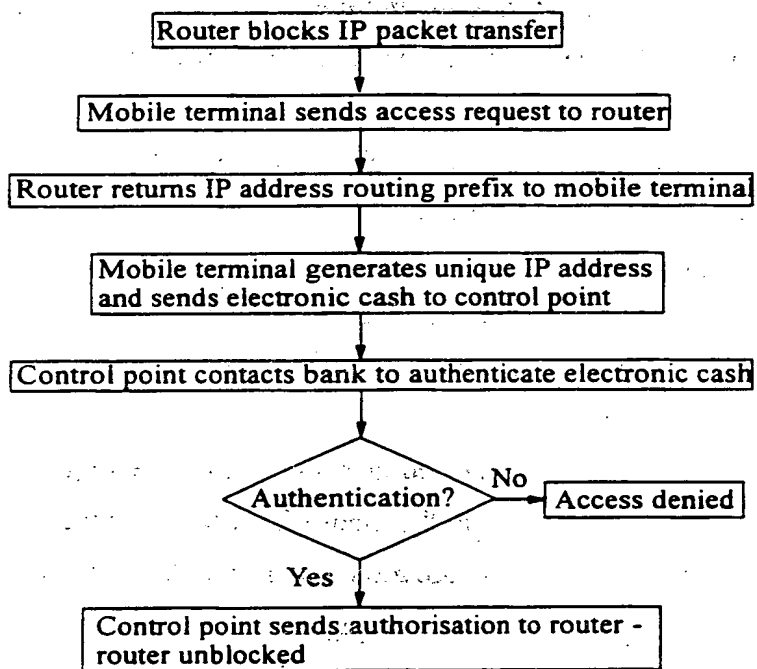 Router blocks IP packet transfer
Mobile terminal sends access request to router
Router returns IP address routing prefix to mobile terminal
Mobile terminal generates unique IP address
and sends electronic cash to control point
Control point contacts bank to authenticate electronic cash
Authentication?
No
Access denied
Yes
Control point sends authorisation to router -
router unblocked